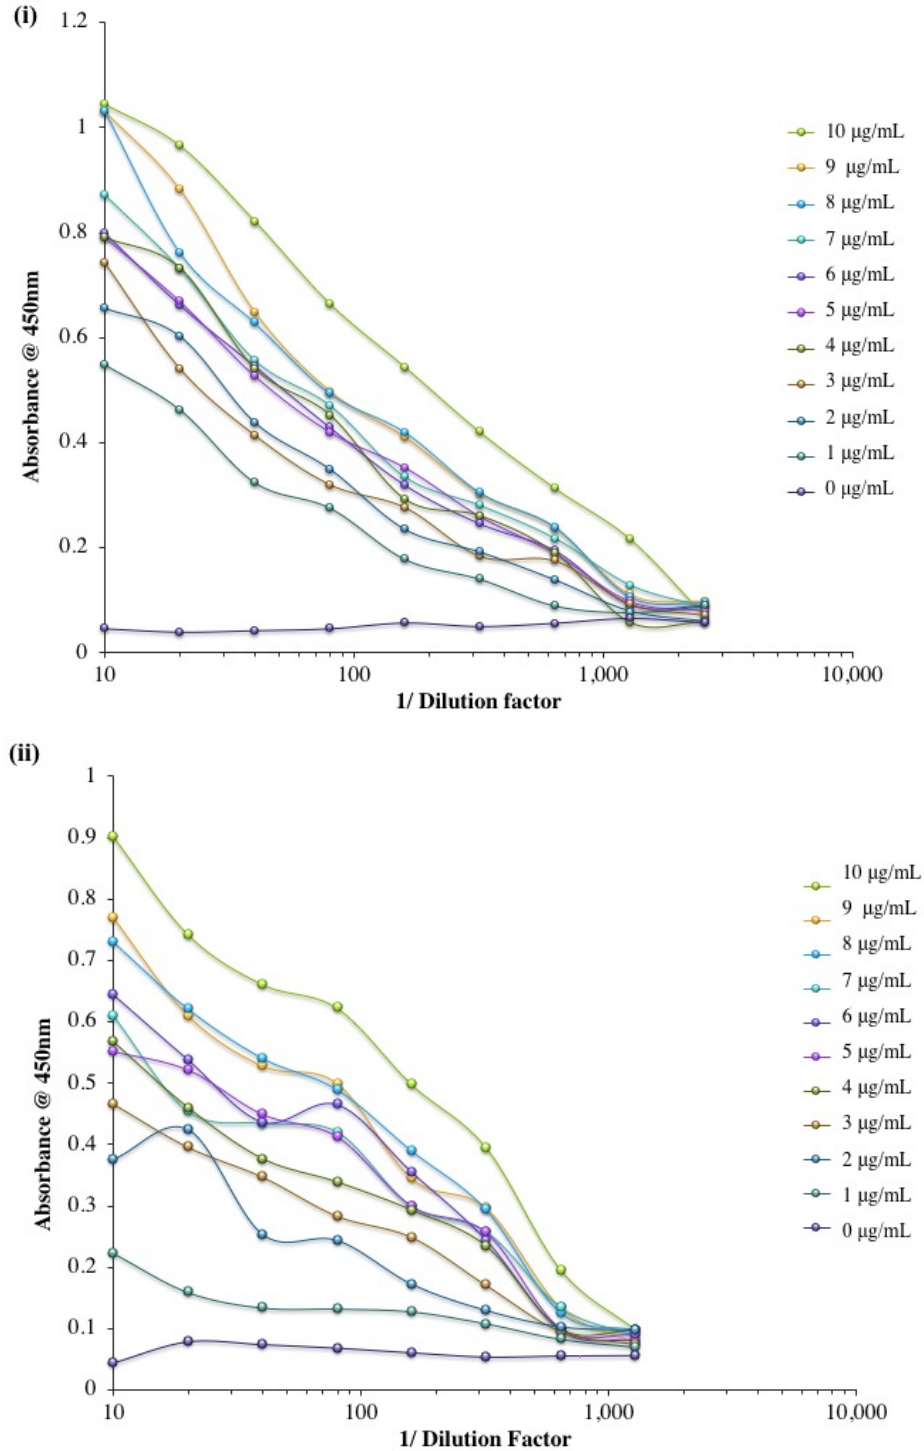 (i)
1.2
1
0.8
0.6
0.4
0.2
0
Absorbance @ 450nm
10
100
1,000
10,000
1/ Dilution factor
10 µg/mL
9 µg/mL
8 µg/mL
7 µg/mL
6 µg/mL
5 µg/mL
4 µg/mL
3 µg/mL
2 µg/mL
1 µg/mL
0 µg/mL
(ii)
1
0.9
0.8
0.7
0.6
0.5
0.4
0.3
0.2
0.1
0
Absorbance @ 450nm
10
100
1,000
10,000
1/ Dilution Factor
10 µg/mL
9 µg/mL
8 µg/mL
7 µg/mL
6 µg/mL
5 µg/mL
4 µg/mL
3 µg/mL
2 µg/mL
1 µg/mL
0 µg/mL